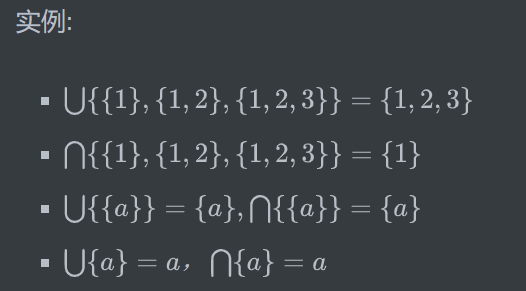 实例:
▪ ⋃{{1}, {1, 2}, {1, 2, 3}} = {1, 2, 3}
▪ ⋂{{1}, {1, 2}, {1, 2, 3}} = {1}
▪ ⋃{{a}} = {a}, ⋂{{a}} = {a}
▪ ⋃{a} = a，⋂{a} = a